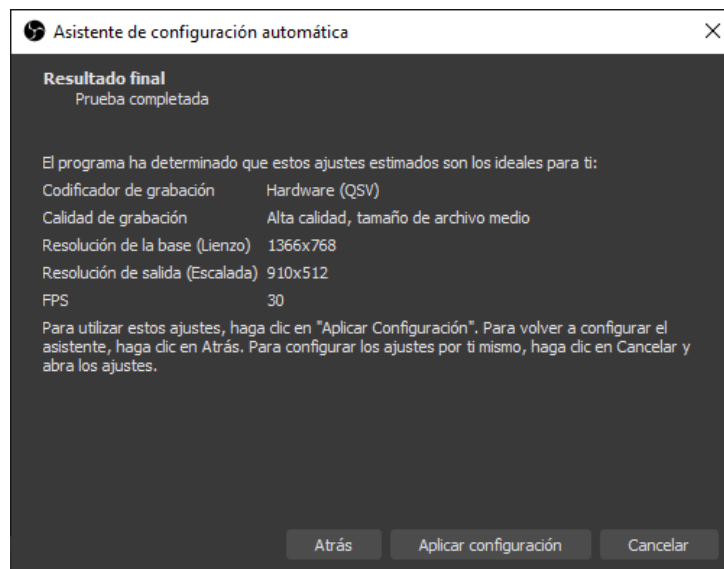 Asistente de configuración automática
Resultado final
Prueba completada
El programa ha determinado que estos ajustes estimados son los ideales para ti:
Codificador de grabación Hardware (QSV)
Calidad de grabación Alta calidad, tamaño de archivo medio
Resolución de la base (Lienzo) 1366x768
Resolución de salida (Escalada) 910x512
FPS 30
Para utilizar estos ajustes, haga clic en "Aplicar Configuración". Para volver a configurar el
asistente, haga clic en Atrás. Para configurar los ajustes por ti mismo, haga clic en Cancelar y
abra los ajustes.
Atrás Aplicar configuración Cancelar